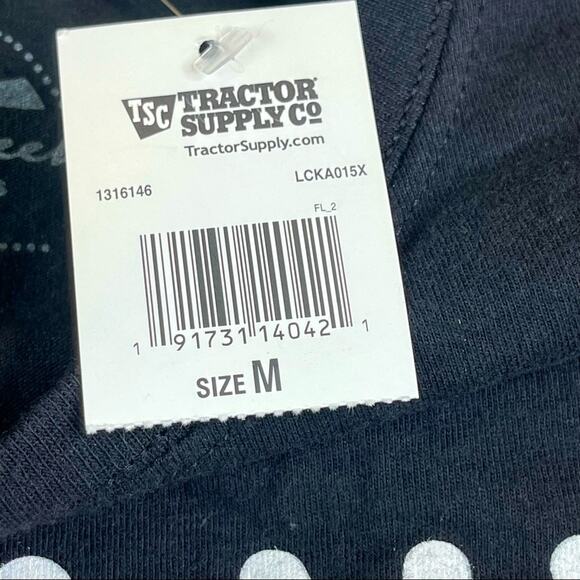 TSC TRACTOR
SUPPLY CO
TractorSupply.com
1316146 LCKA015X
FL_2
1 91731 14042 1
SIZE M